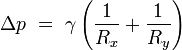 Δp = γ ( 1/R_x + 1/R_y )